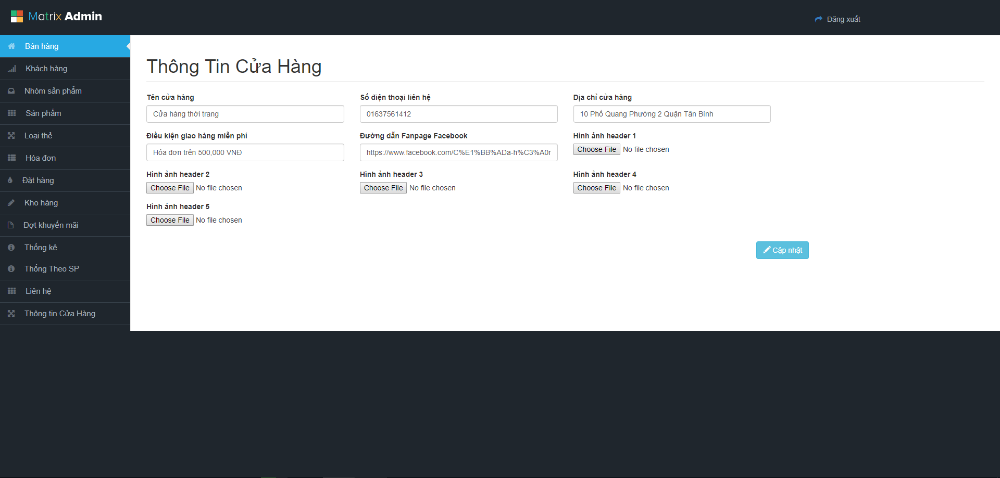 Matrix Admin
Đăng xuất
Bán hàng
Khách hàng
Nhóm sản phẩm
Sản phẩm
Loại thẻ
Hóa đơn
Đặt hàng
Kho hàng
Đợt khuyến mãi
Thống kê
Thống Theo SP
Liên hệ
Thông tin Cửa Hàng
Thông Tin Cửa Hàng
Tên cửa hàng
Số điện thoại liên hệ
Địa chỉ cửa hàng
Cửa hàng thời trang
01637561412
10 Phổ Quang Phường 2 Quận Tân Bình
Điều kiện giao hàng miễn phí
Đường dẫn Fanpage Facebook
Hình ảnh header 1
Hóa đơn trên 500,000 VNĐ
https://www.facebook.com/C%E1%BB%ADa-h%C3%A0r
Choose File No file chosen
Hình ảnh header 2
Hình ảnh header 3
Hình ảnh header 4
Choose File No file chosen
Choose File No file chosen
Choose File No file chosen
Hình ảnh header 5
Choose File No file chosen
Cập nhật